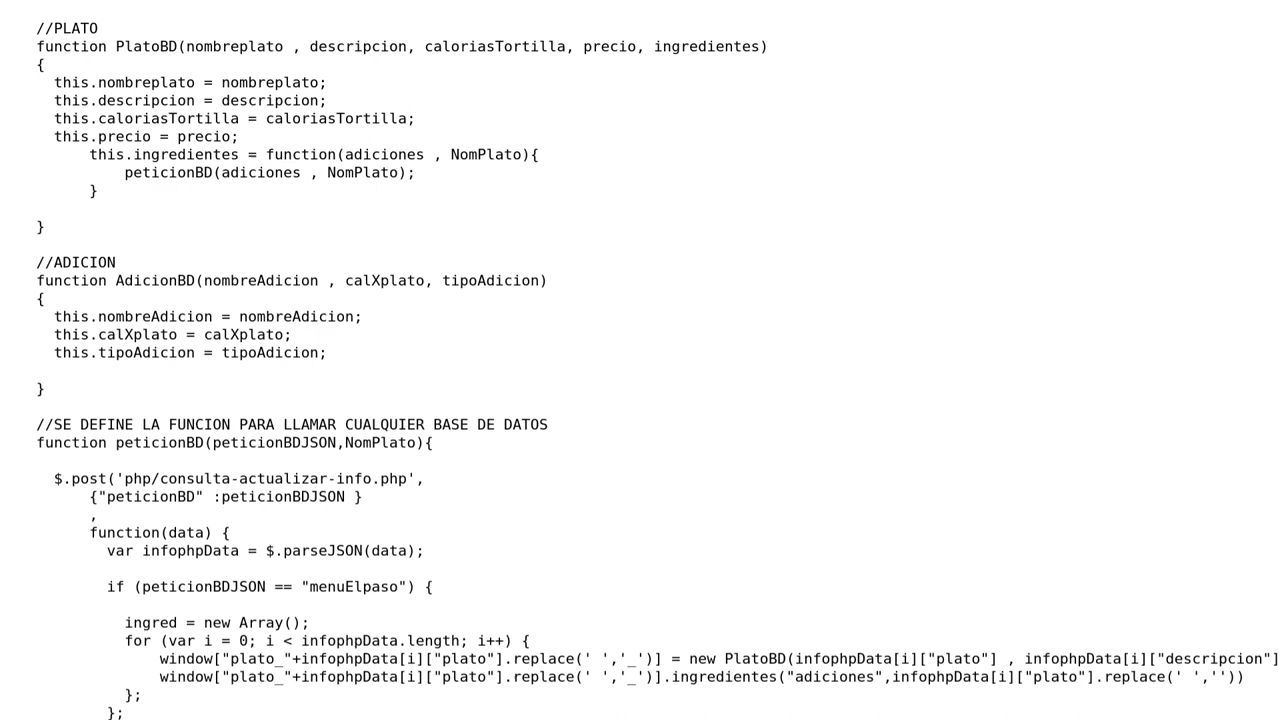 //PLATO
function PlatoBD(nombreplato , descripcion, caloriasTortilla, precio, ingredientes)
{
  this.nombreplato = nombreplato;
  this.descripcion = descripcion;
  this.caloriasTortilla = caloriasTortilla;
  this.precio = precio;
      this.ingredientes = function(adiciones , NomPlato){
          peticionBD(adiciones , NomPlato);
      }

}

//ADICION
function AdicionBD(nombreAdicion , calXplato, tipoAdicion)
{
  this.nombreAdicion = nombreAdicion;
  this.calXplato = calXplato;
  this.tipoAdicion = tipoAdicion;

}

//SE DEFINE LA FUNCION PARA LLAMAR CUALQUIER BASE DE DATOS
function peticionBD(peticionBDJSON,NomPlato){

  $.post('php/consulta-actualizar-info.php',
      {"peticionBD" :peticionBDJSON }
      ,
      function(data) {
        var infophpData = $.parseJSON(data);

        if (peticionBDJSON == "menuElpaso") {

          ingred = new Array();
          for (var i = 0; i < infophpData.length; i++) {
              window["plato_"+infophpData[i]["plato"].replace(' ','_')] = new PlatoBD(infophpData[i]["plato"] , infophpData[i]["descripcion"]
              window["plato_"+infophpData[i]["plato"].replace(' ','_')].ingredientes("adiciones",infophpData[i]["plato"].replace(' ',''))
          };
        };